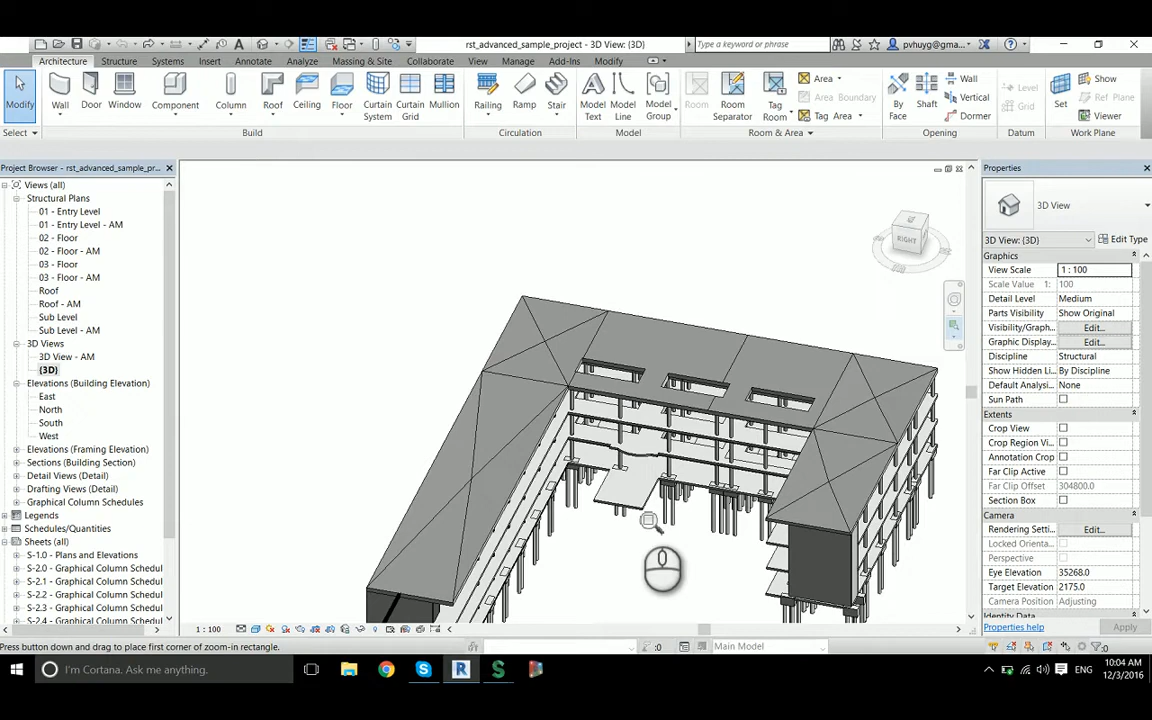 rst_advanced_sample_project - 3D View: {3D}
Type a keyword or phrase
pvhuyg@gma...
Architecture Structure Systems Insert Annotate Analyze Massing & Site Collaborate View Manage Add-Ins Modify
Modify
Wall
Door
Window
Component
Column
Roof
Ceiling
Floor
Curtain System
Curtain Grid
Mullion
Railing
Ramp
Stair
Model Text
Model Line
Model Group
Room
Room Separator
Tag Room
Area
Area Boundary
Tag Area
By Face
Shaft
Wall
Vertical
Dormer
Level
Grid
Set
Show
Ref Plane
Viewer
Select
Build
Circulation
Model
Room & Area
Opening
Datum
Work Plane
Project Browser - rst_advanced_sample_pr...
Views (all)
Structural Plans
01 - Entry Level
01 - Entry Level - AM
02 - Floor
02 - Floor - AM
03 - Floor
03 - Floor - AM
Roof
Roof - AM
Sub Level
Sub Level - AM
3D Views
3D View - AM
{3D}
Elevations (Building Elevation)
East
North
South
West
Elevations (Framing Elevation)
Sections (Building Section)
Detail Views (Detail)
Drafting Views (Detail)
Graphical Column Schedules
Legends
Schedules/Quantities
Sheets (all)
S-1.0 - Plans and Elevations
S-2.0 - Graphical Column Schedul
S-2.1 - Graphical Column Schedul
S-2.2 - Graphical Column Schedul
S-2.3 - Graphical Column Schedul
S-2.4 - Graphical Column Schedul
RIGHT
Properties
3D View
3D View: {3D}
Edit Type
Graphics
View Scale 1 : 100
Scale Value 1: 100
Detail Level Medium
Parts Visibility Show Original
Visibility/Graph... Edit...
Graphic Display... Edit...
Discipline Structural
Show Hidden Li... By Discipline
Default Analysi... None
Sun Path
Extents
Crop View
Crop Region Vi...
Annotation Crop
Far Clip Active
Far Clip Offset 304800.0
Section Box
Camera
Rendering Setti... Edit...
Locked Orienta...
Perspective
Eye Elevation 35268.0
Target Elevation 2175.0
Camera Position Adjusting
Identity Data
Properties help
Apply
1 : 100
Press button down and drag to place first corner of zoom-in rectangle.
:0
Main Model
:0
I'm Cortana. Ask me anything.
ENG
10:04 AM
12/3/2016